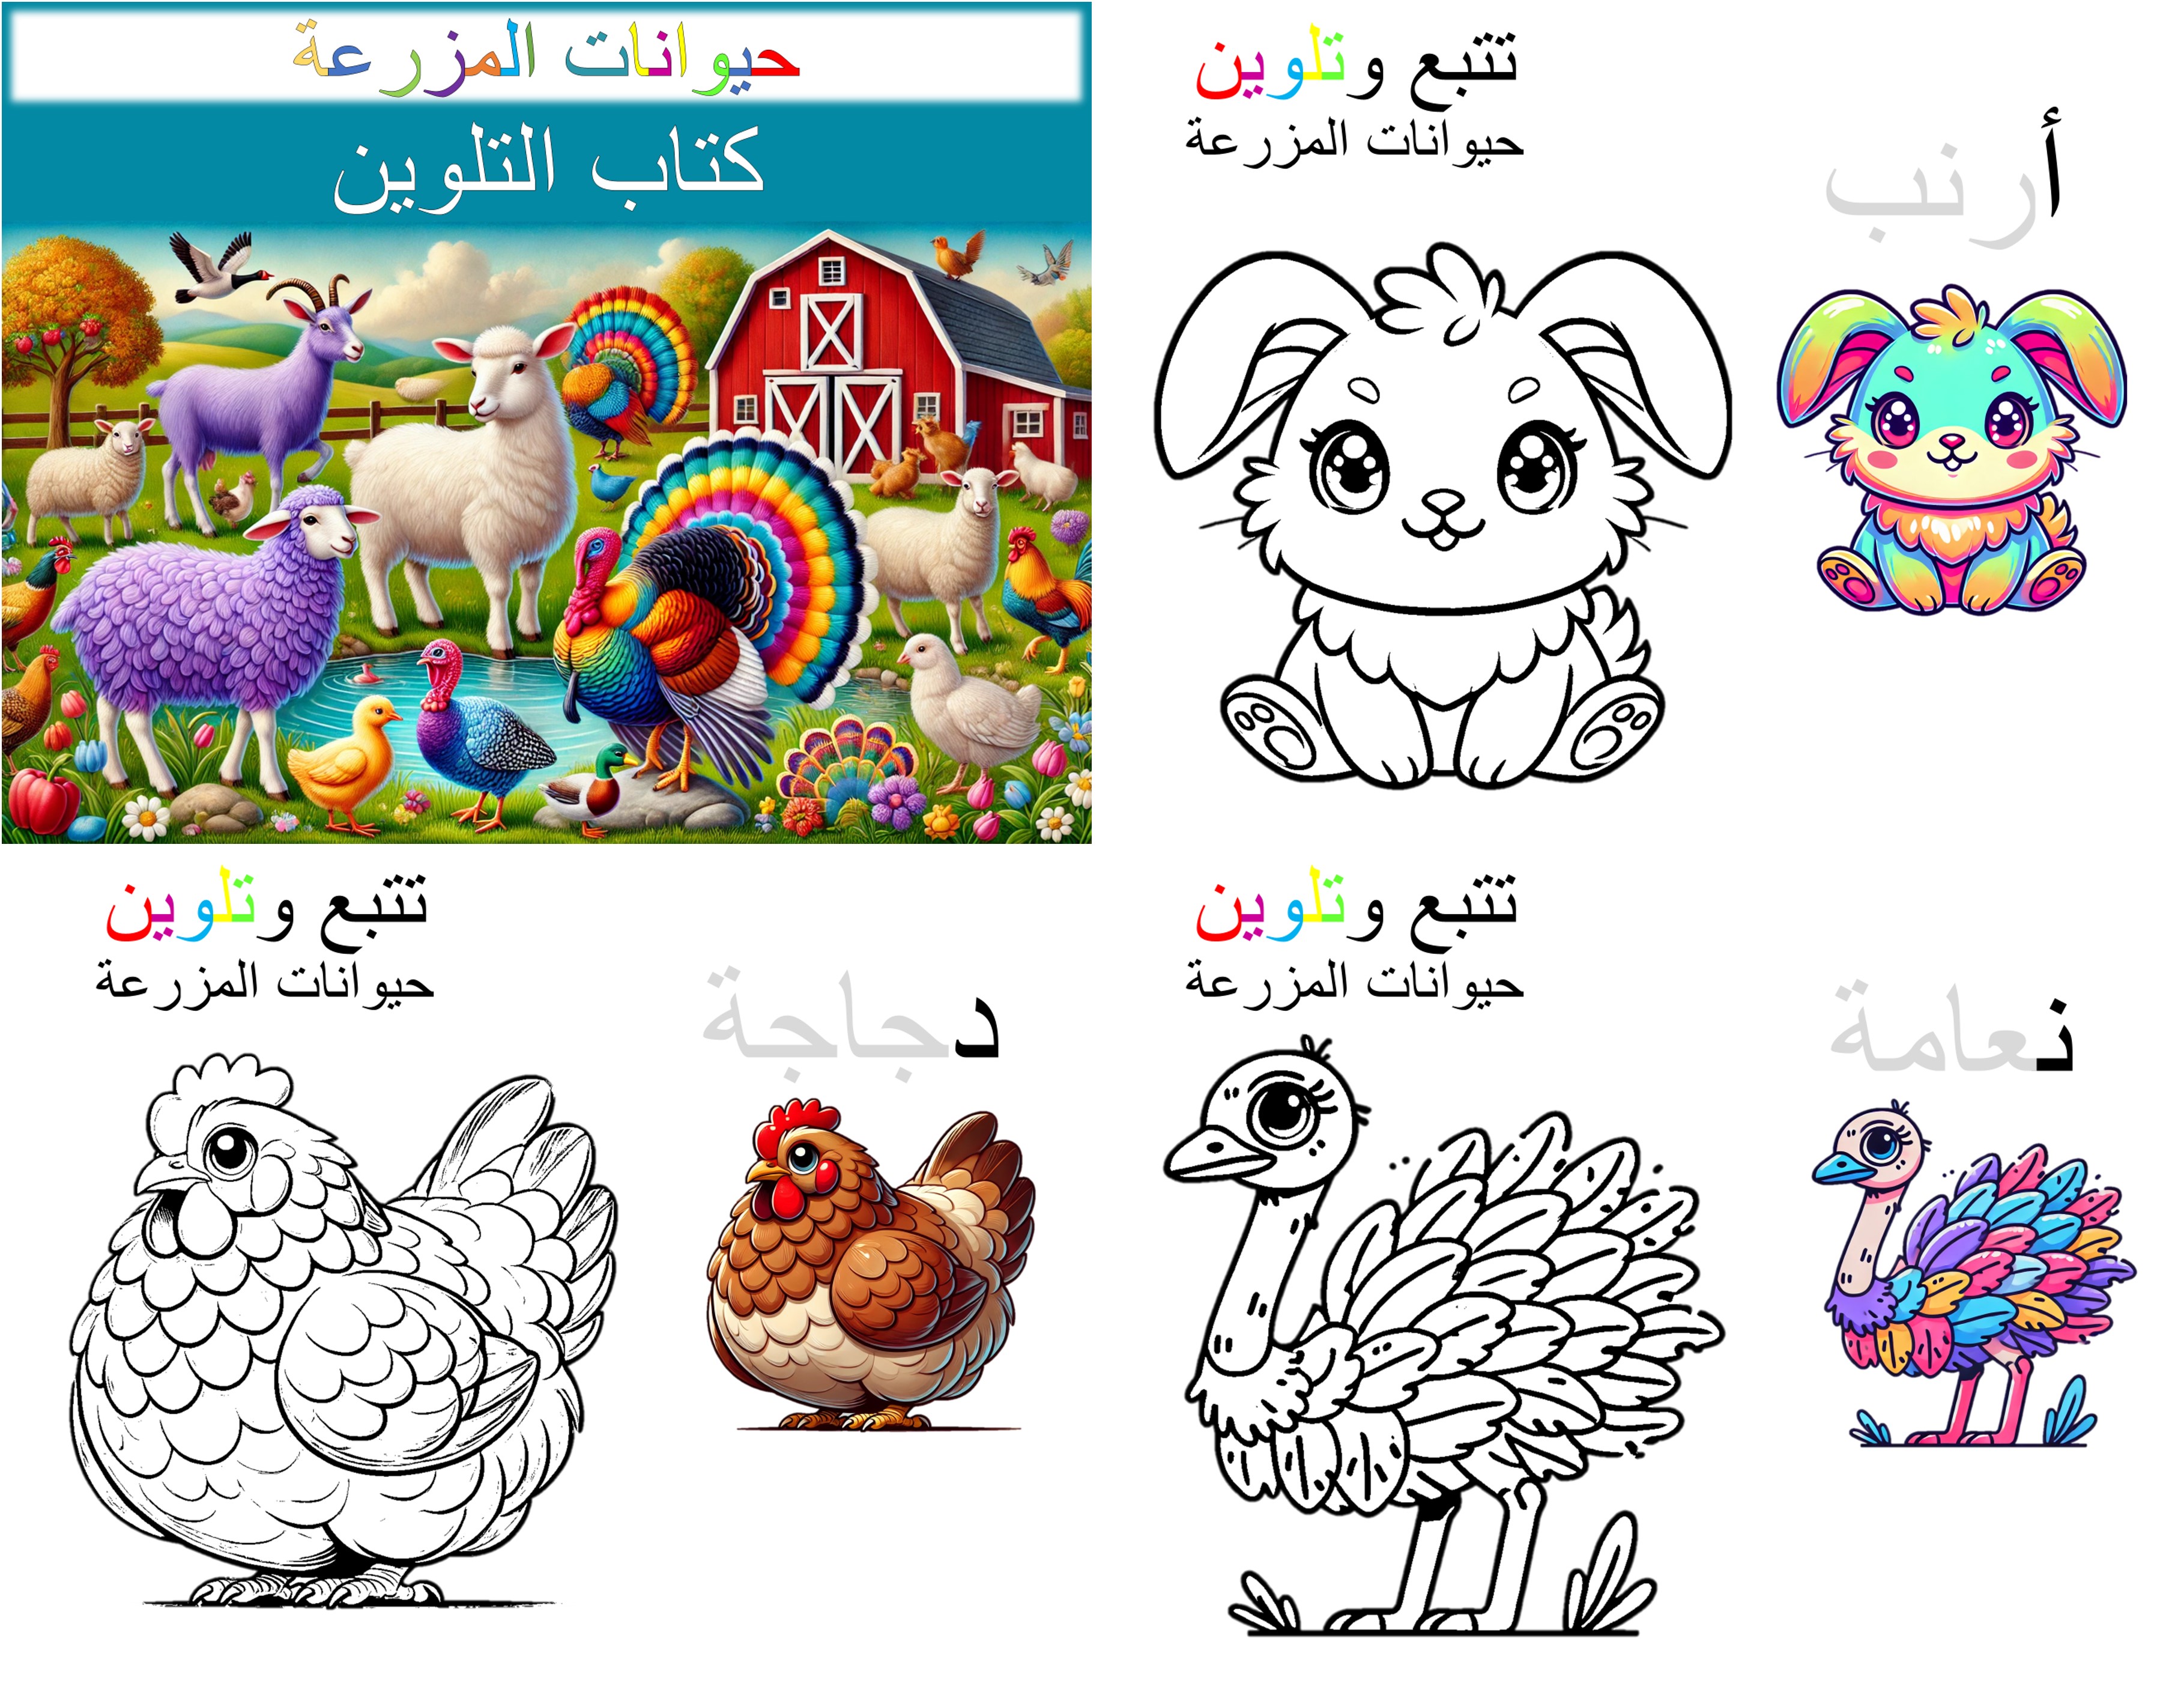 حيوانات المزرعة
كتاب التلوين
تتبع وتلوين
حيوانات المزرعة
أرنب
تتبع وتلوين
حيوانات المزرعة
دجاجة
تتبع وتلوين
حيوانات المزرعة
نعامة